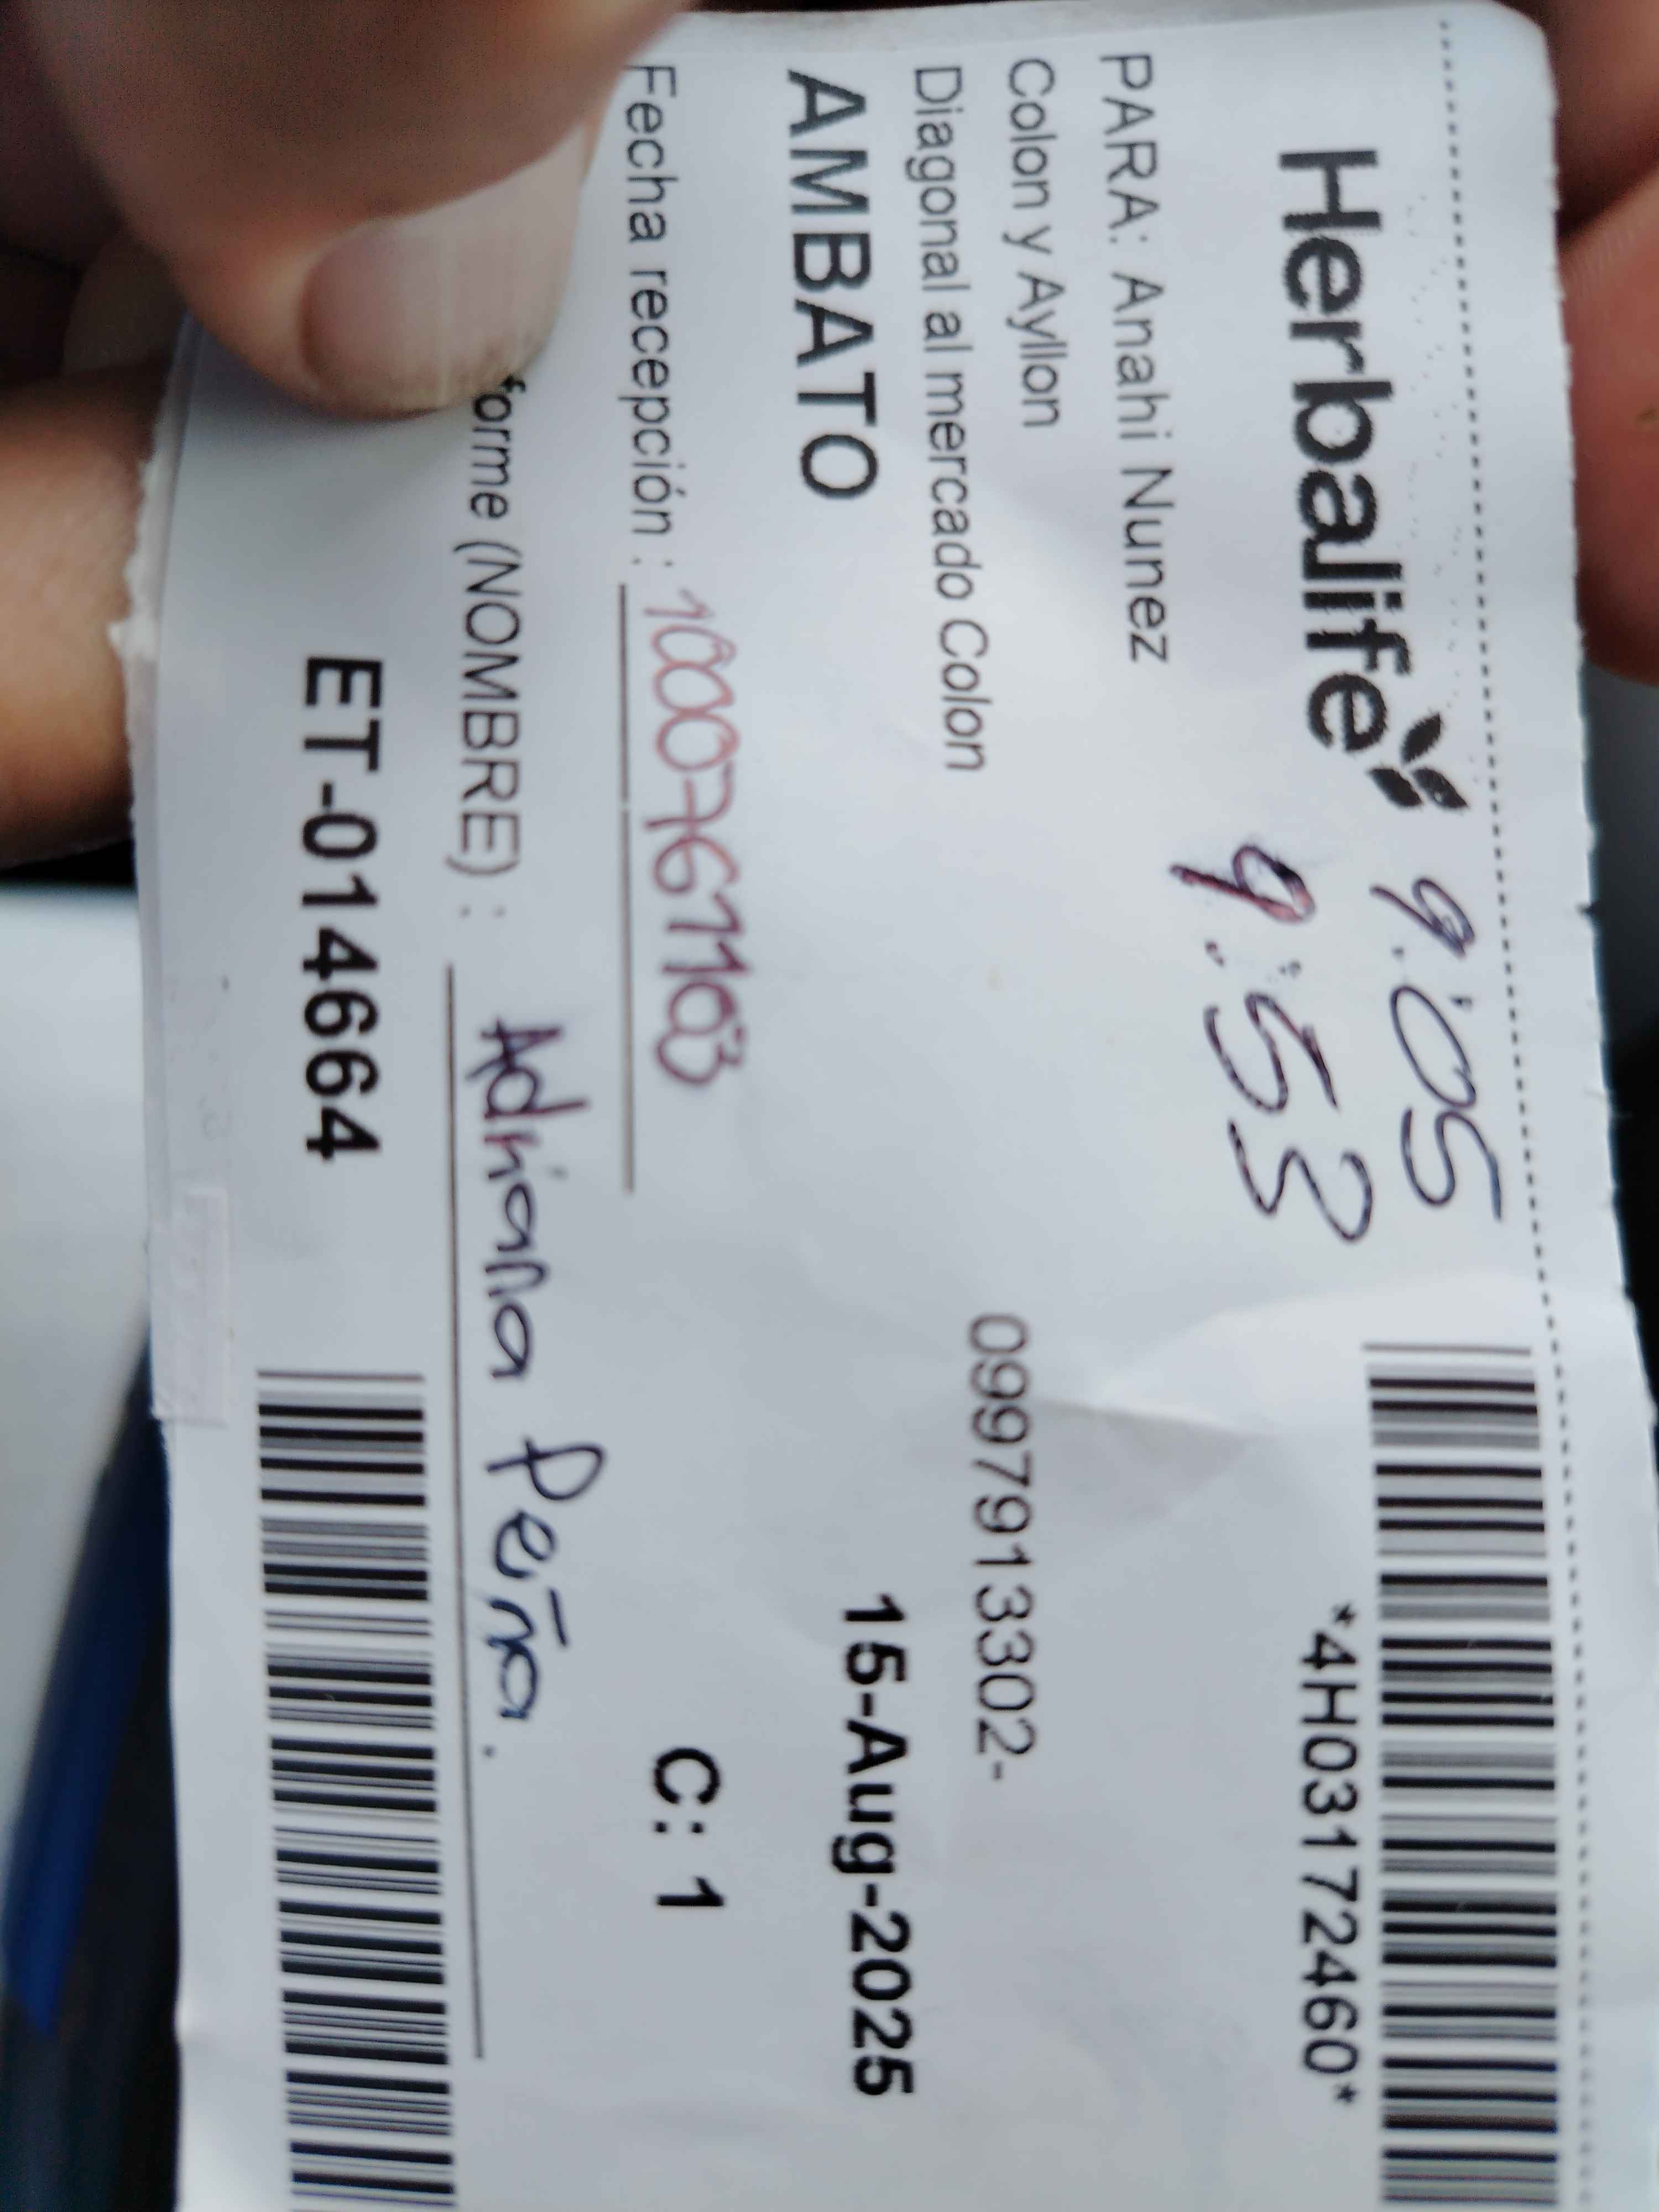 Herbalife
9:05
9:53
*4H03172460*
PARA: Anahi Nunez
Colon y Ayllon
Diagonal al mercado Colon
0997913302-
AMBATO
15-Aug-2025
Fecha recepción : 1000761103
C: 1
forme (NOMBRE) : Adriana Peña.
ET-014664